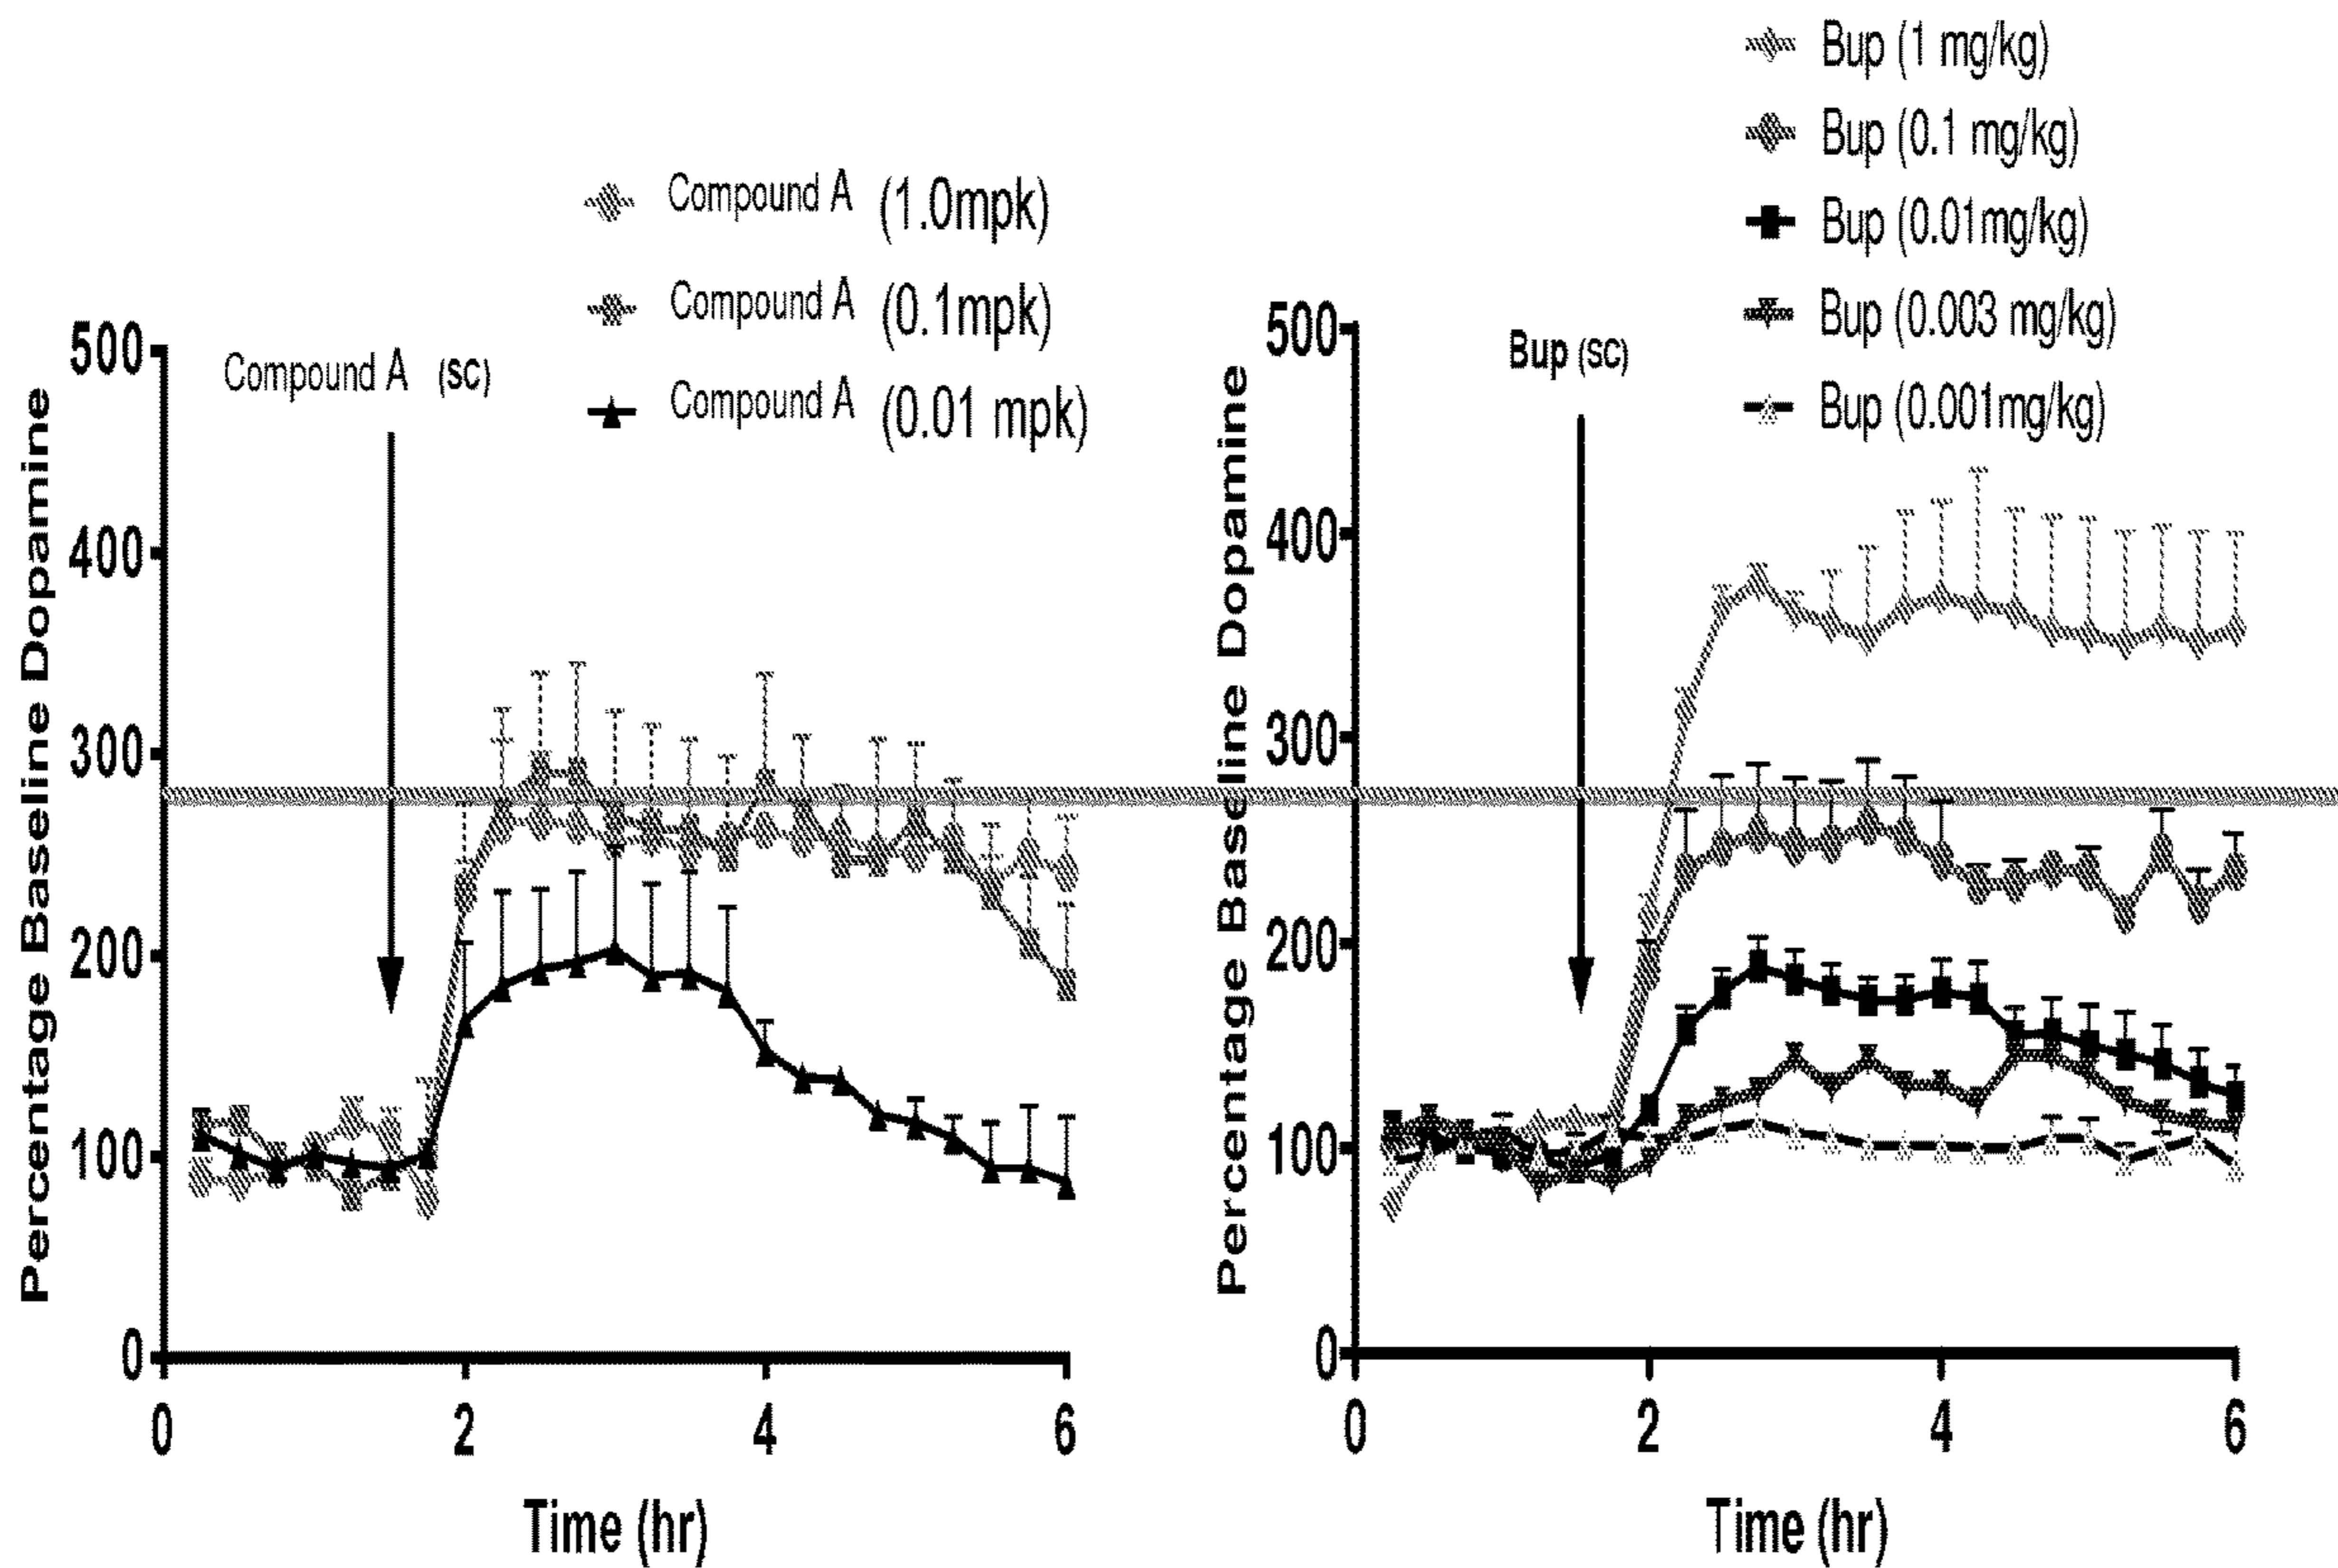 Compound A (1.0mpk)
Compound A (0.1mpk)
Compound A (0.01 mpk)
Compound A (SC)
Percentage Baseline Dopamine
500
400
300
200
100
0
0
2
4
6
Time (hr)
Bup (1 mg/kg)
Bup (0.1 mg/kg)
Bup (0.01mg/kg)
Bup (0.003 mg/kg)
Bup (0.001mg/kg)
Bup (SC)
Percentage Baseline Dopamine
500
400
300
200
100
0
0
2
4
6
Time (hr)